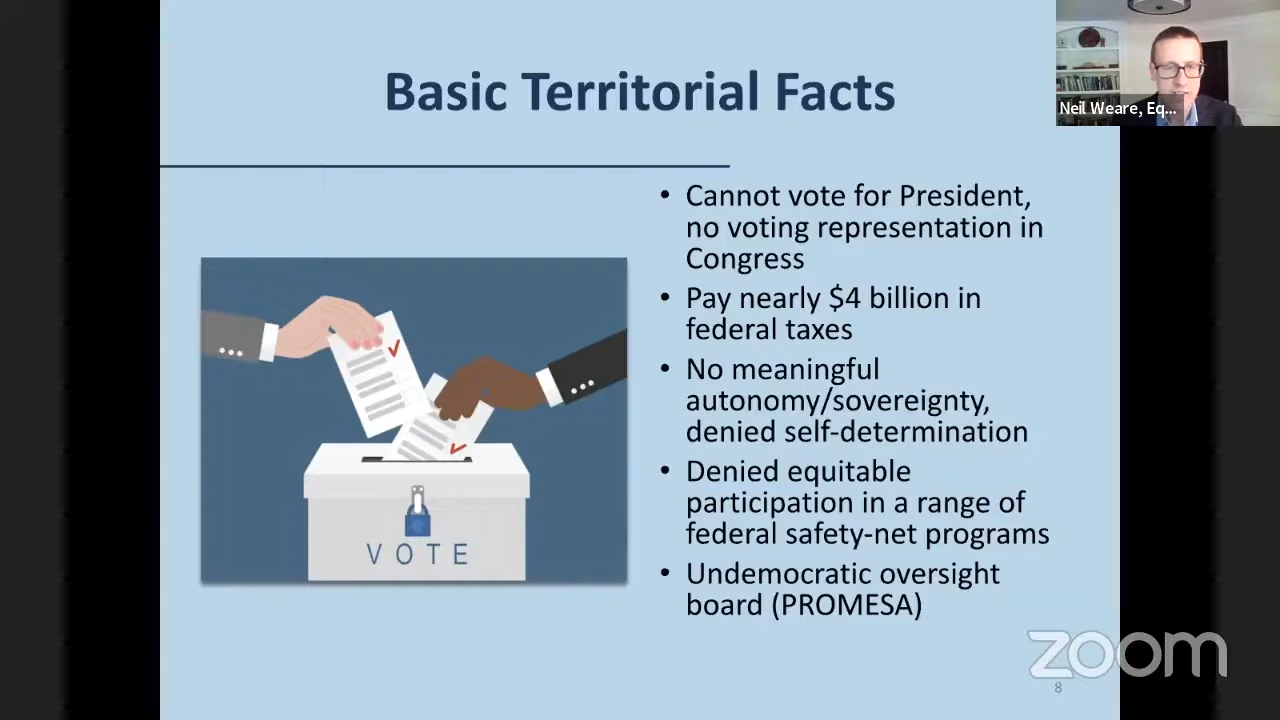 Basic Territorial Facts
Neil Weare, Eq...
• Cannot vote for President,
no voting representation in
Congress
• Pay nearly $4 billion in
federal taxes
• No meaningful
autonomy/sovereignty,
denied self-determination
• Denied equitable
participation in a range of
federal safety-net programs
• Undemocratic oversight
board (PROMESA)
VOTE
zoom
8